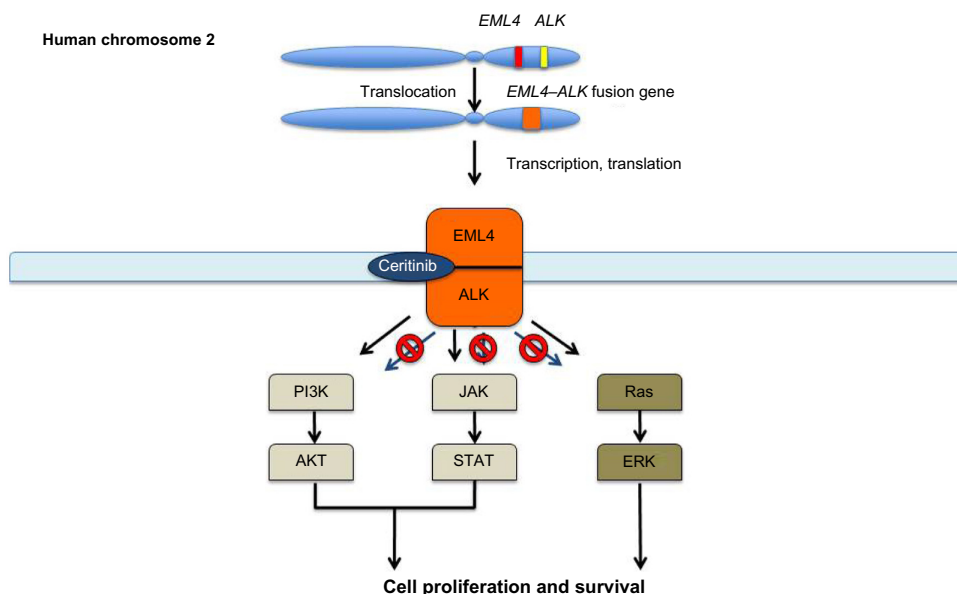 EML4 ALK
Human chromosome 2
Translocation
EML4–ALK fusion gene
Transcription, translation
EML4
Ceritinib
ALK
PI3K
JAK
Ras
AKT
STAT
ERK
Cell proliferation and survival